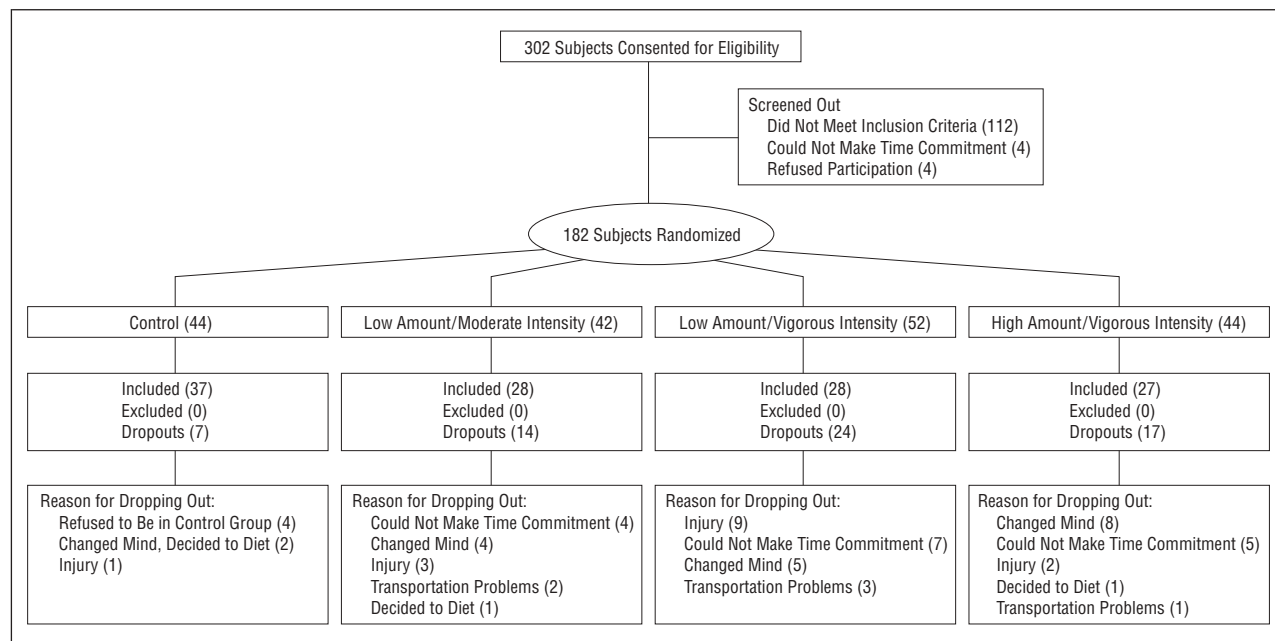 302 Subjects Consented for Eligibility
Screened Out
Did Not Meet Inclusion Criteria (112)
Could Not Make Time Commitment (4)
Refused Participation (4)
182 Subjects Randomized
Control (44)
Low Amount/Moderate Intensity (42)
Low Amount/Vigorous Intensity (52)
High Amount/Vigorous Intensity (44)
Included (37)
Excluded (0)
Dropouts (7)
Included (28)
Excluded (0)
Dropouts (14)
Included (28)
Excluded (0)
Dropouts (24)
Included (27)
Excluded (0)
Dropouts (17)
Reason for Dropping Out:
Refused to Be in Control Group (4)
Changed Mind, Decided to Diet (2)
Injury (1)
Reason for Dropping Out:
Could Not Make Time Commitment (4)
Changed Mind (4)
Injury (3)
Transportation Problems (2)
Decided to Diet (1)
Reason for Dropping Out:
Injury (9)
Could Not Make Time Commitment (7)
Changed Mind (5)
Transportation Problems (3)
Reason for Dropping Out:
Changed Mind (8)
Could Not Make Time Commitment (5)
Injury (2)
Decided to Diet (1)
Transportation Problems (1)